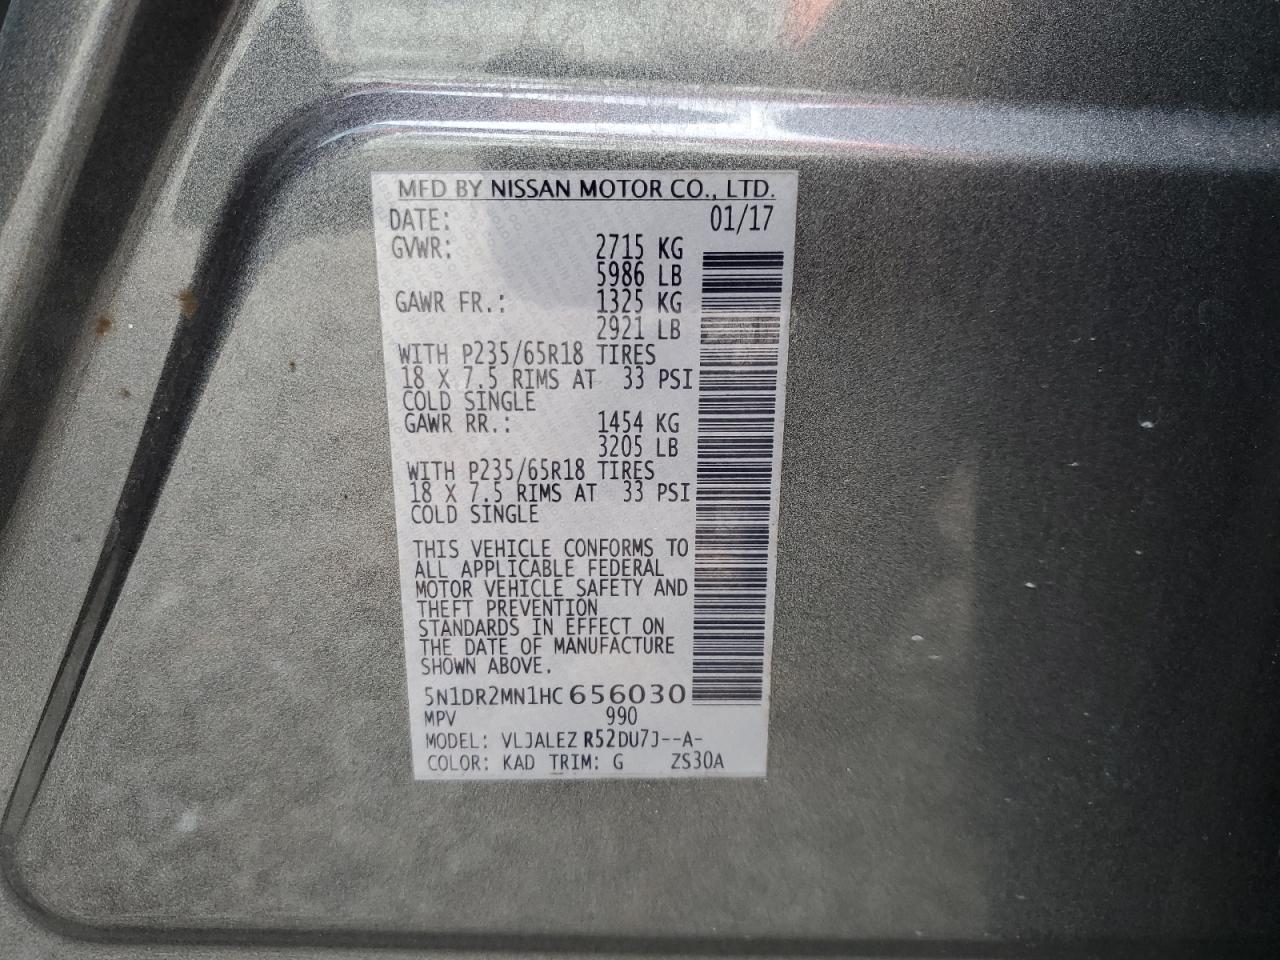 MFD BY NISSAN MOTOR CO., LTD.
DATE: 01/17
GVWR: 2715 KG
5986 LB
GAWR FR.: 1325 KG
2921 LB
WITH P235/65R18 TIRES
18 X 7.5 RIMS AT 33 PSI
COLD SINGLE
GAWR RR.: 1454 KG
3205 LB
WITH P235/65R18 TIRES
18 X 7.5 RIMS AT 33 PSI
COLD SINGLE
THIS VEHICLE CONFORMS TO
ALL APPLICABLE FEDERAL
MOTOR VEHICLE SAFETY AND
THEFT PREVENTION
STANDARDS IN EFFECT ON
THE DATE OF MANUFACTURE
SHOWN ABOVE.
5N1DR2MN1HC656030
MPV 990
MODEL: VLJALEZ R52DU7J--A-
COLOR: KAD TRIM: G ZS30A